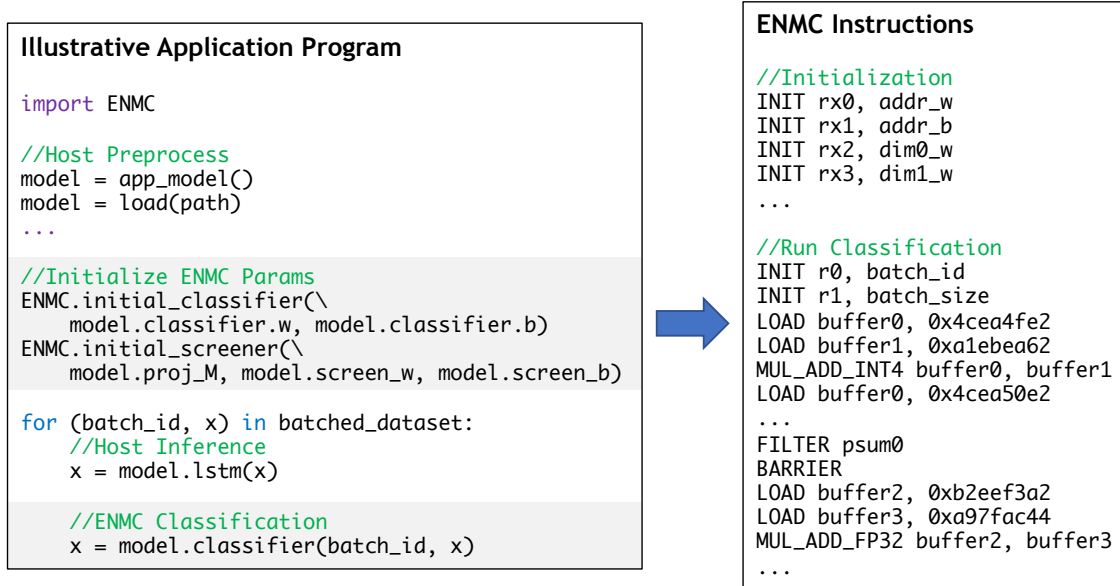 Illustrative Application Program
import ENMC
//Host Preprocess
model = app_model()
model = load(path)
...
//Initialize ENMC Params
ENMC.initial_classifier(\
model.classifier.w, model.classifier.b)
ENMC.initial_screener(\
model.proj_M, model.screen_w, model.screen_b)
for (batch_id, x) in batched_dataset:
//Host Inference
x = model.lstm(x)
//ENMC Classification
x = model.classifier(batch_id, x)
ENMC Instructions
//Initialization
INIT rx0, addr_w
INIT rx1, addr_b
INIT rx2, dim0_w
INIT rx3, dim1_w
...
//Run Classification
INIT r0, batch_id
INIT r1, batch_size
LOAD buffer0, 0x4cea4fe2
LOAD buffer1, 0xa1ebea62
MUL_ADD_INT4 buffer0, buffer1
LOAD buffer0, 0x4cea50e2
...
FILTER psum0
BARRIER
LOAD buffer2, 0xb2eef3a2
LOAD buffer3, 0xa97fac44
MUL_ADD_FP32 buffer2, buffer3
...